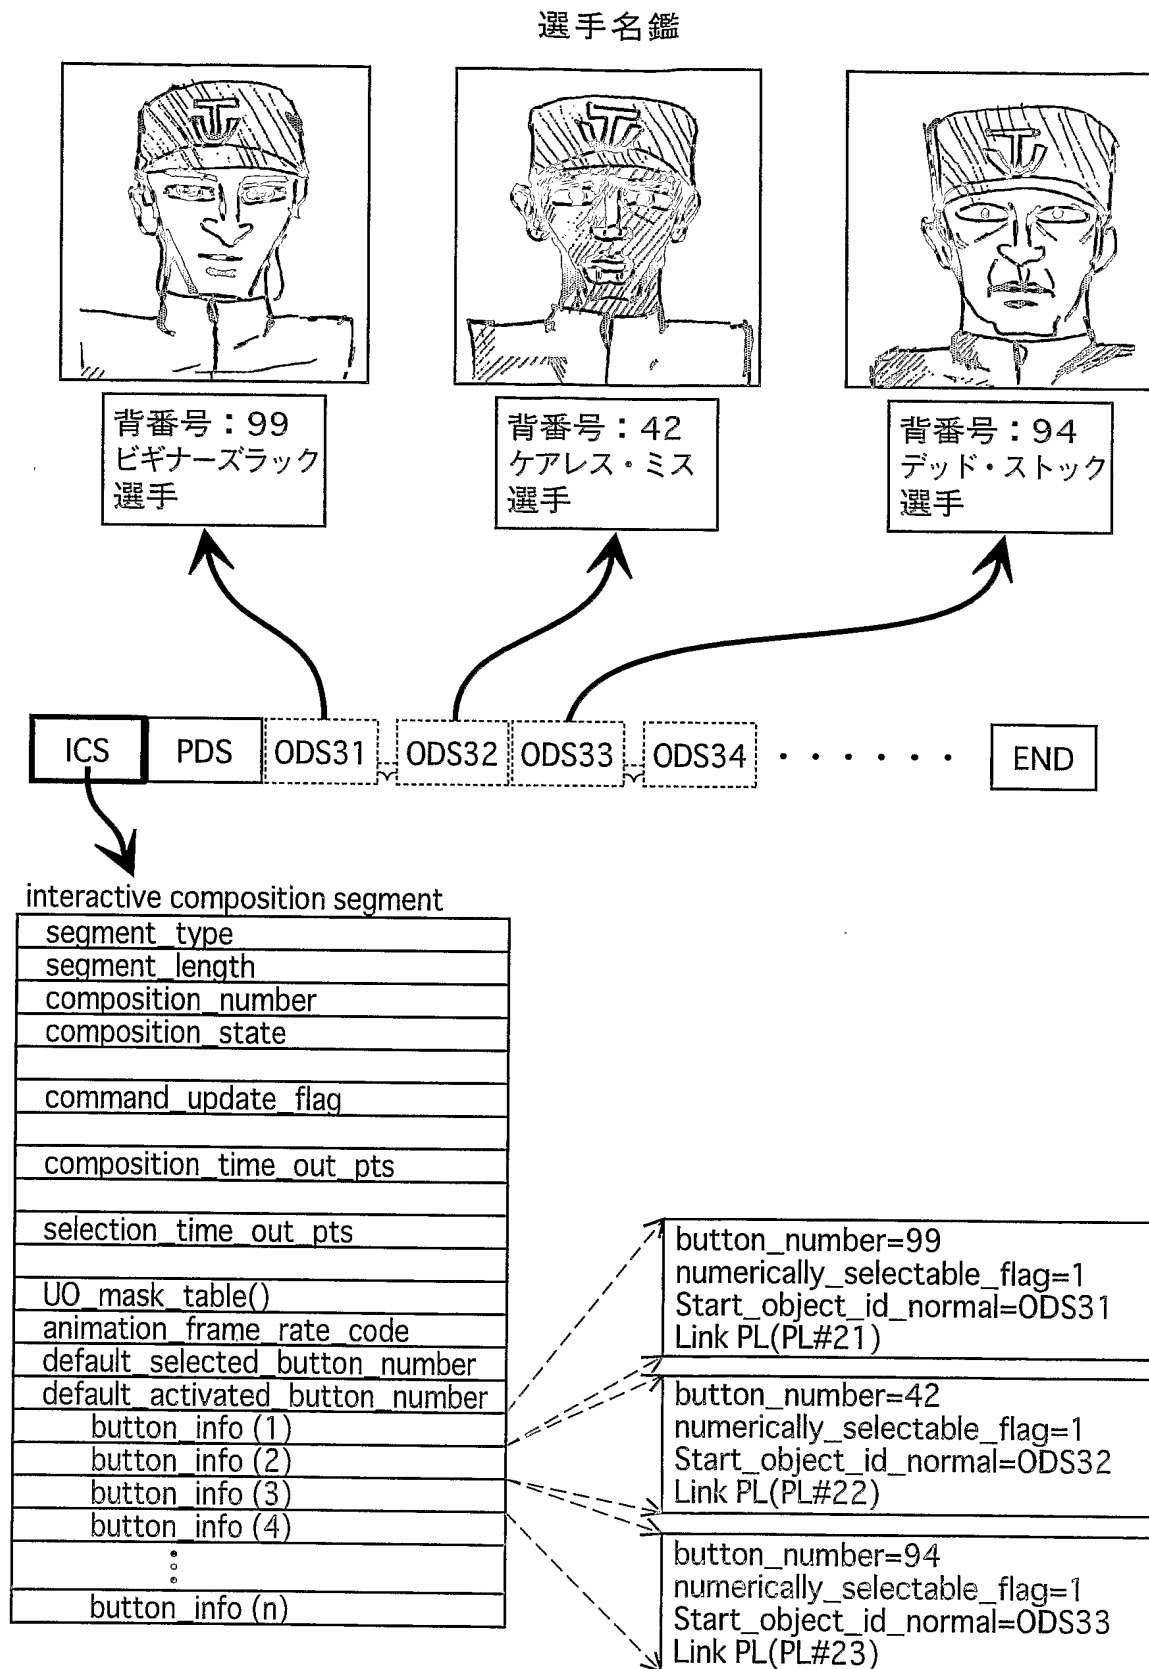 選手名鑑
背番号：99
ビギナーズラック
選手
背番号：42
ケアレス・ミス
選手
背番号：94
デッド・ストック
選手
ICS
PDS
ODS31
ODS32
ODS33
ODS34
・・・・・・
END
interactive composition segment
segment_type
segment_length
composition_number
composition_state
command_update_flag
composition_time_out_pts
selection_time_out_pts
UO_mask_table()
animation_frame_rate_code
default_selected_button_number
default_activated_button_number
button_info (1)
button_info (2)
button_info (3)
button_info (4)
button_info (n)
button_number=99
numerically_selectable_flag=1
Start_object_id_normal=ODS31
Link PL(PL#21)
button_number=42
numerically_selectable_flag=1
Start_object_id_normal=ODS32
Link PL(PL#22)
button_number=94
numerically_selectable_flag=1
Start_object_id_normal=ODS33
Link PL(PL#23)